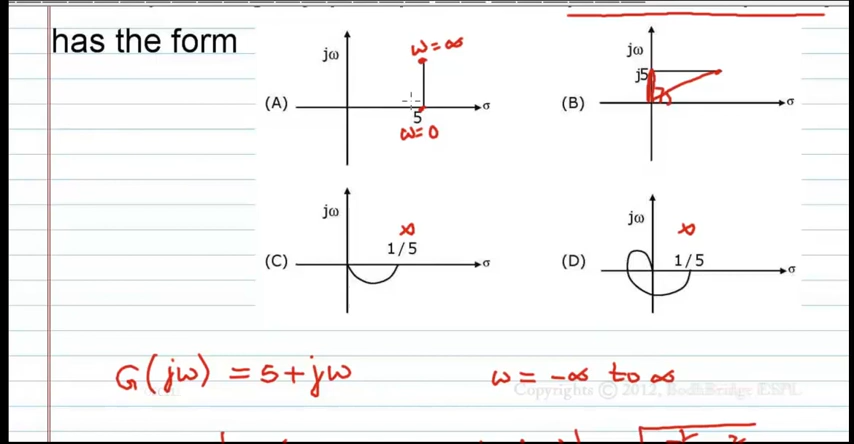 has the form
(A) jω ω = ∞ 5 σ ω = 0
(B) jω j5 σ
(C) jω 1/5 σ
(D) jω 1/5 σ
G(jω) = 5+jω ω = -∞ to ∞
Copyrights © 2012, BodhBridge ESPL